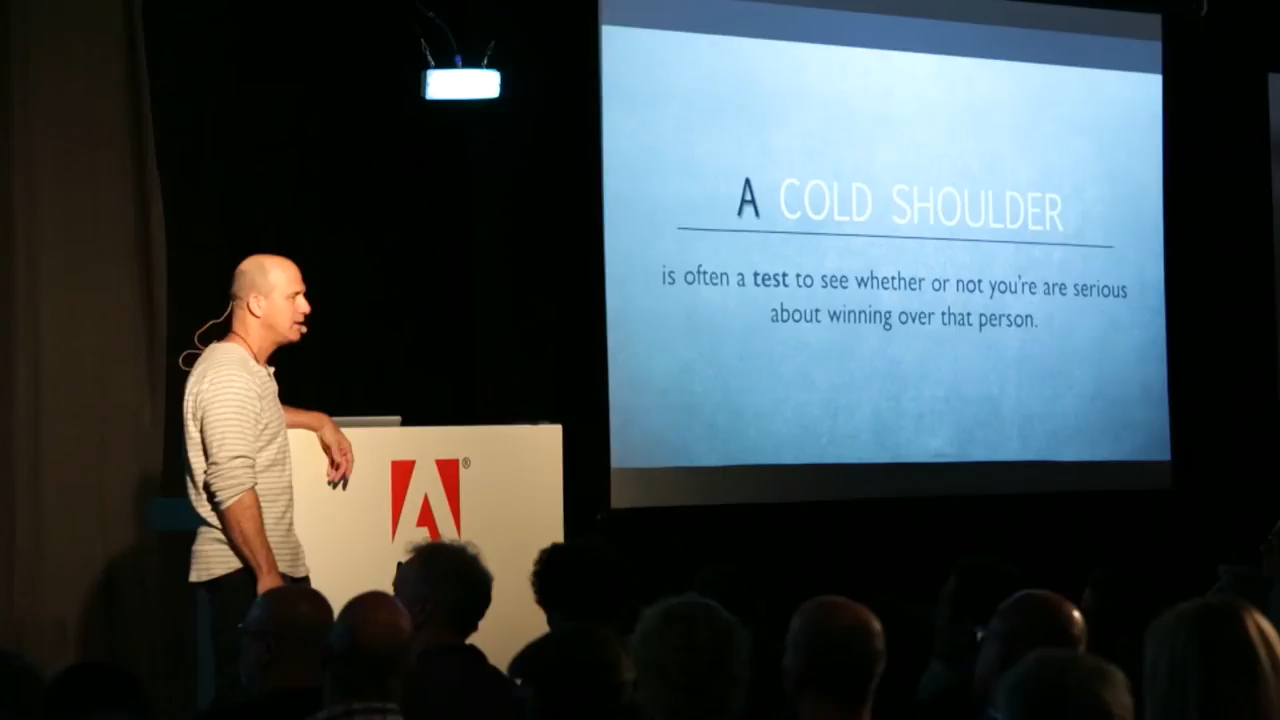 A COLD SHOULDER
is often a test to see whether or not you're are serious
about winning over that person.
A®